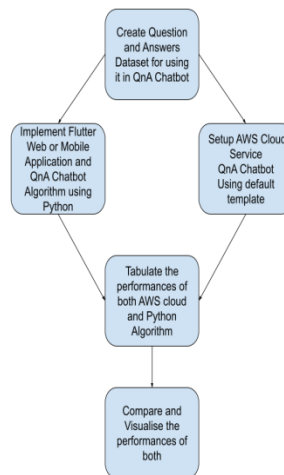 Create Question
and Answers
Dataset for using
it in QnA Chatbot
Implement Flutter
Web or Mobile
Application and
QnA Chatbot
Algorithm using
Python
Setup AWS Cloud
Service
QnA Chatbot
Using default
template
Tabulate the
performances of
both AWS cloud
and Python
Algorithm
Compare and
Visualise the
performances of
both